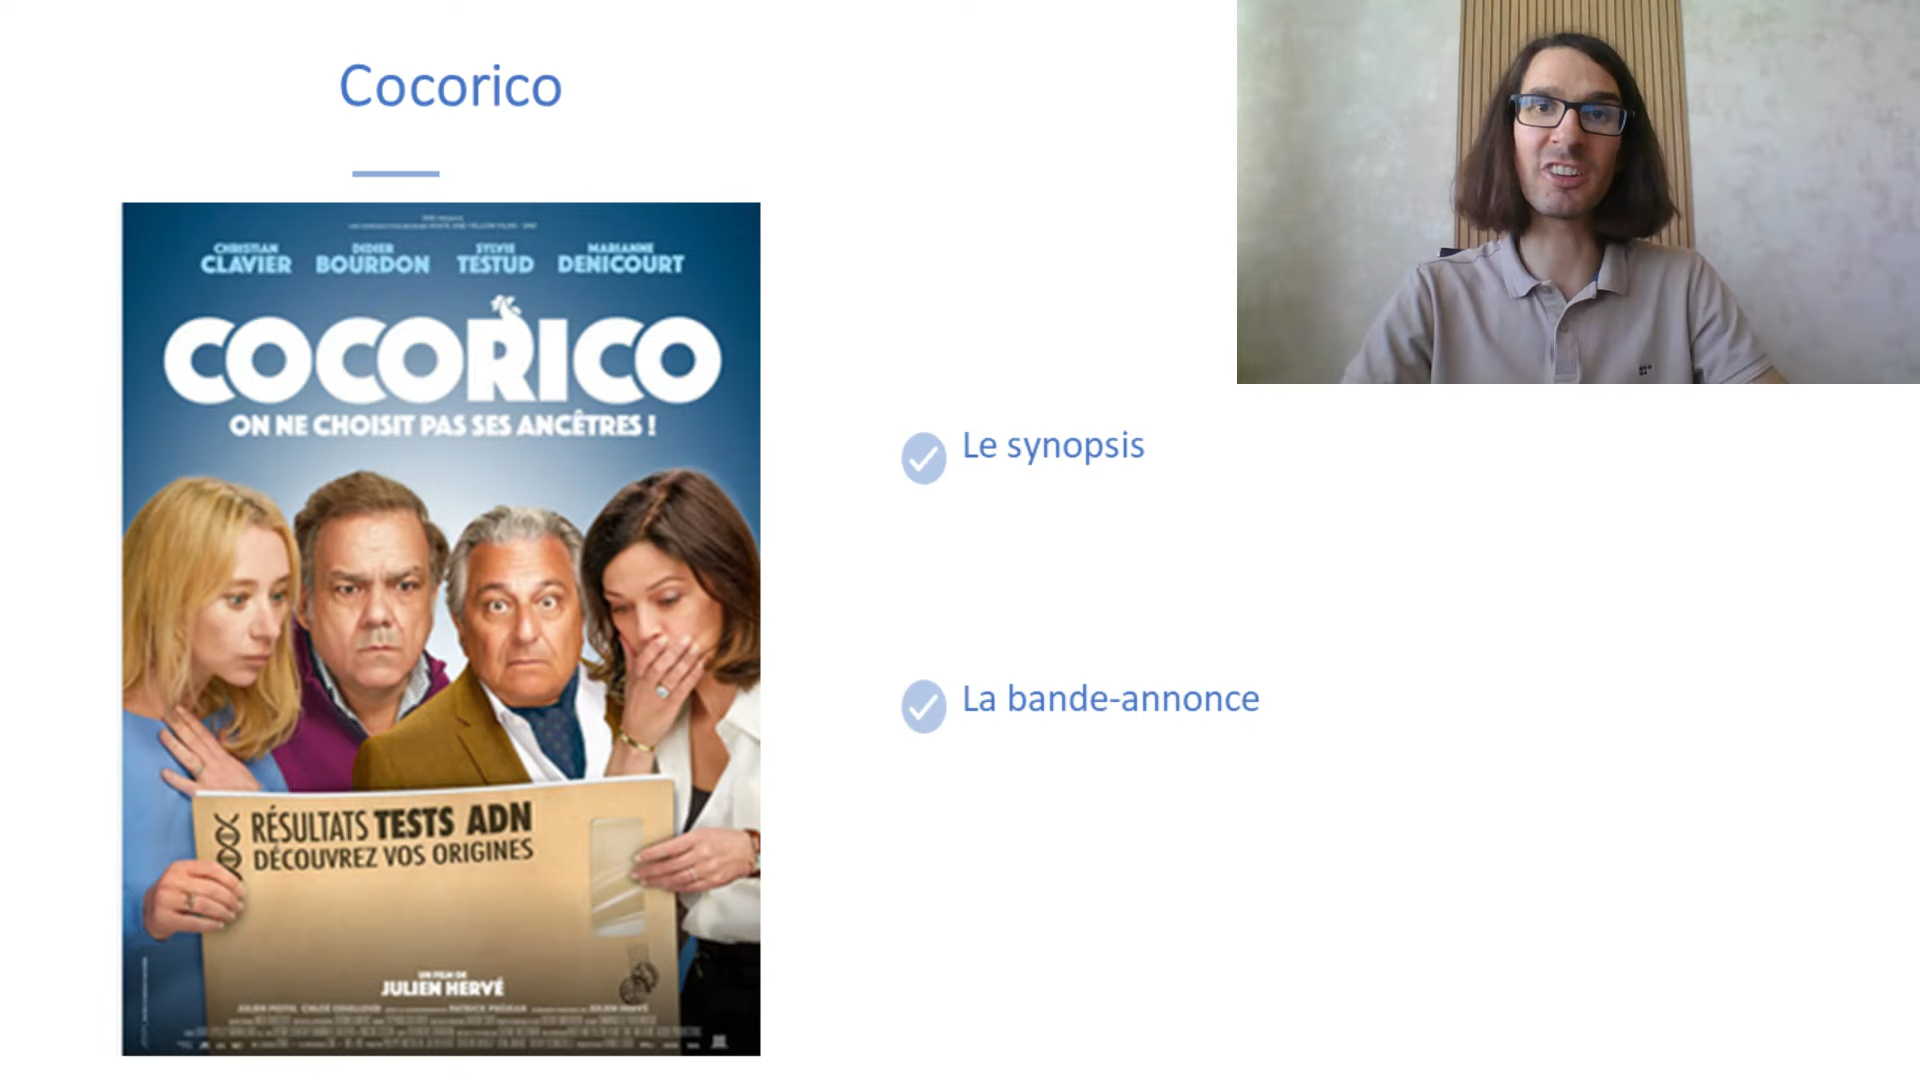 Cocorico
CHRISTIAN CLAVIER
DIDIER BOURDON
SYLVIE TESTUD
MARIANNE DENICOURT
COCORICO
ON NE CHOISIT PAS SES ANCÊTRES !
RÉSULTATS TESTS ADN
DÉCOUVREZ VOS ORIGINES
UN FILM DE
JULIEN HERVÉ
Le synopsis
La bande-annonce